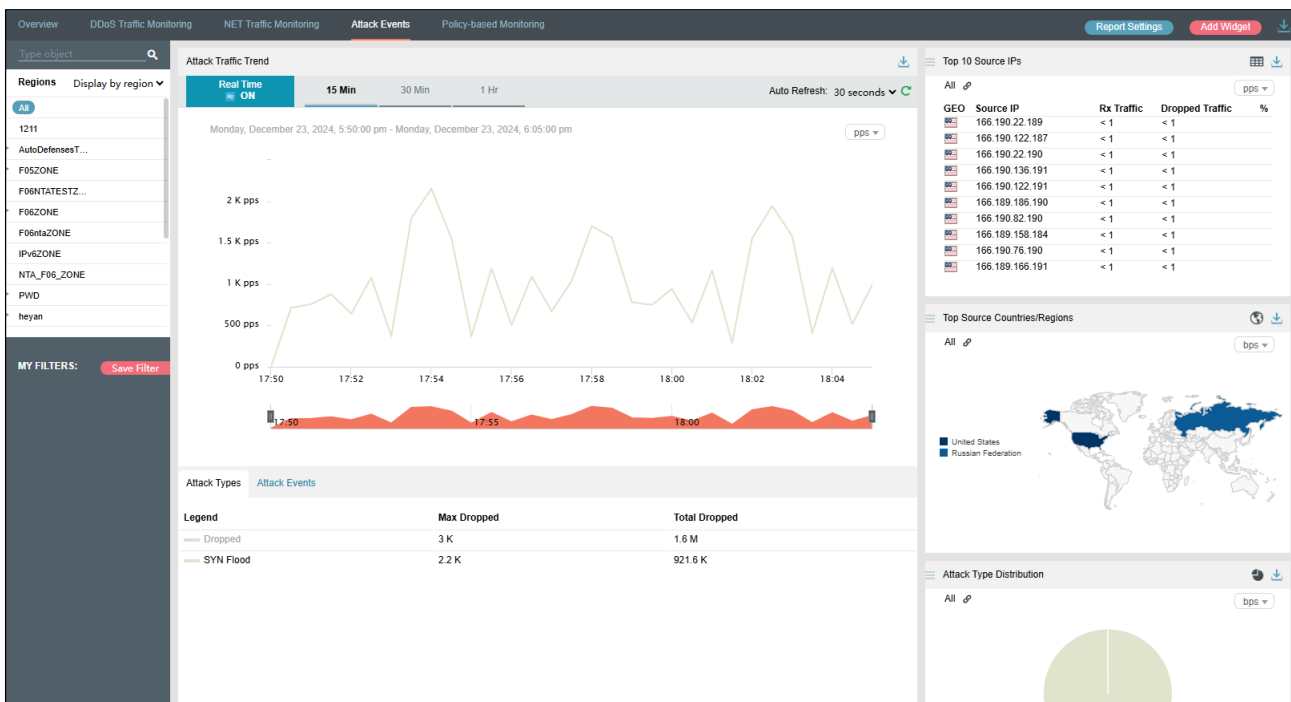 Overview DDoS Traffic Monitoring NET Traffic Monitoring Attack Events Policy-based Monitoring Report Settings Add Widget
Type object
Regions Display by region
All
1211
AutoDefensesT...
F05ZONE
F06NTATESTZ...
F06ZONE
F06ntaZONE
IPv6ZONE
NTA_F06_ZONE
PWD
heyan
MY FILTERS: Save Filter
Attack Traffic Trend
Real Time
ON
15 Min 30 Min 1 Hr Auto Refresh: 30 seconds
Monday, December 23, 2024, 5:50:00 pm - Monday, December 23, 2024, 6:05:00 pm pps
2 K pps
1.5 K pps
1 K pps
500 pps
0 pps
17:50 17:52 17:54 17:56 17:58 18:00 18:02 18:04
17:50 17:55 18:00
Attack Types Attack Events
Legend Max Dropped Total Dropped
Dropped 3 K 1.6 M
SYN Flood 2.2 K 921.6 K
Top 10 Source IPs
All pps
GEO Source IP Rx Traffic Dropped Traffic %
166.190.22.189 < 1 < 1
166.190.122.187 < 1 < 1
166.190.22.190 < 1 < 1
166.190.136.191 < 1 < 1
166.190.122.191 < 1 < 1
166.189.186.190 < 1 < 1
166.190.82.190 < 1 < 1
166.189.158.184 < 1 < 1
166.190.76.190 < 1 < 1
166.189.166.191 < 1 < 1
Top Source Countries/Regions
All bps
United States
Russian Federation
Attack Type Distribution
All bps